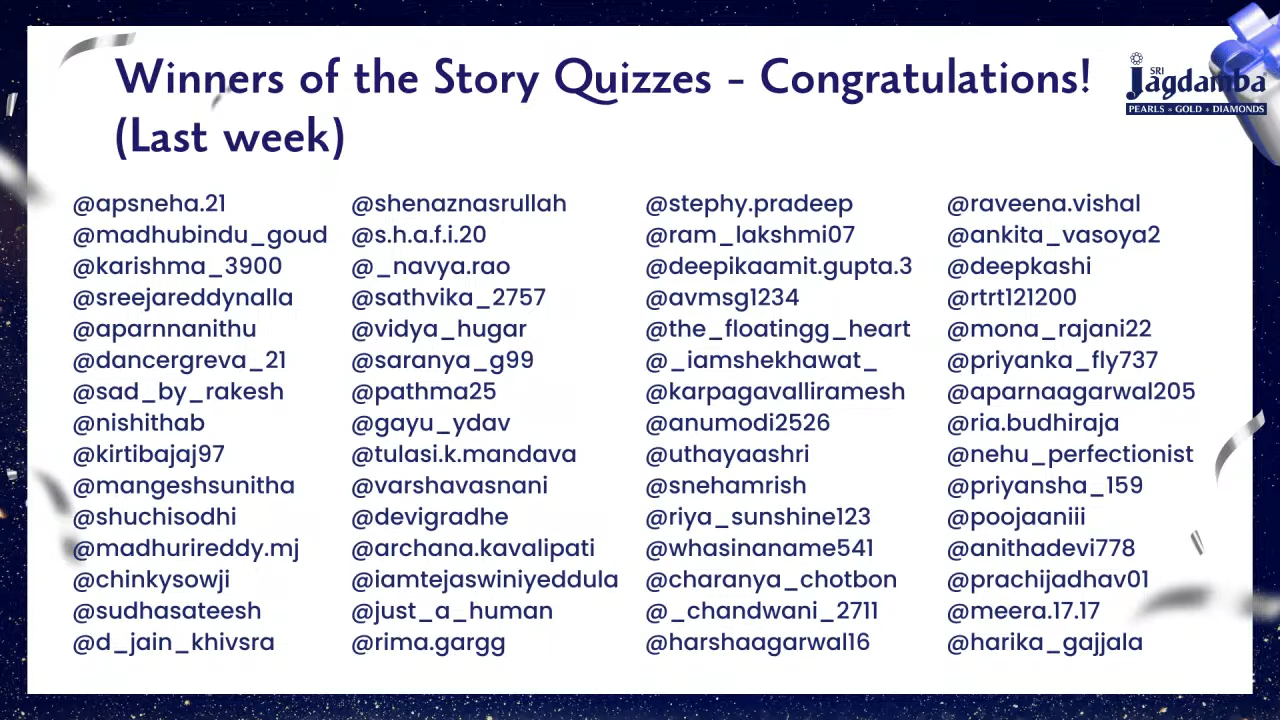 Winners of the Story Quizzes - Congratulations!
(Last week)
SRI
Jagdamba
PEARLS * GOLD * DIAMONDS
@apsneha.21
@madhubindu_goud
@karishma_3900
@sreejareddynalla
@aparnnanithu
@dancergreva_21
@sad_by_rakesh
@nishithab
@kirtibajaj97
@mangeshsunitha
@shuchisodhi
@madhurireddy.mj
@chinkysowji
@sudhasateesh
@d_jain_khivsra
@shenaznasrullah
@s.h.a.f.i.20
@_navya.rao
@sathvika_2757
@vidya_hugar
@saranya_g99
@pathma25
@gayu_ydav
@tulasi.k.mandava
@varshavasnani
@devigradhe
@archana.kavalipati
@iamtejaswiniyeddula
@just_a_human
@rima.gargg
@stephy.pradeep
@ram_lakshmi07
@deepikaamit.gupta.3
@avmsg1234
@the_floatingg_heart
@_iamshekhawat_
@karpagavalliramesh
@anumodi2526
@uthayaashri
@snehamrish
@riya_sunshine123
@whasinaname541
@charanya_chotbon
@_chandwani_2711
@harshaagarwal16
@raveena.vishal
@ankita_vasoya2
@deepkashi
@rtrt121200
@mona_rajani22
@priyanka_fly737
@aparnaagarwal205
@ria.budhiraja
@nehu_perfectionist
@priyansha_159
@poojaaniii
@anithadevi778
@prachijadhav01
@meera.17.17
@harika_gajjala